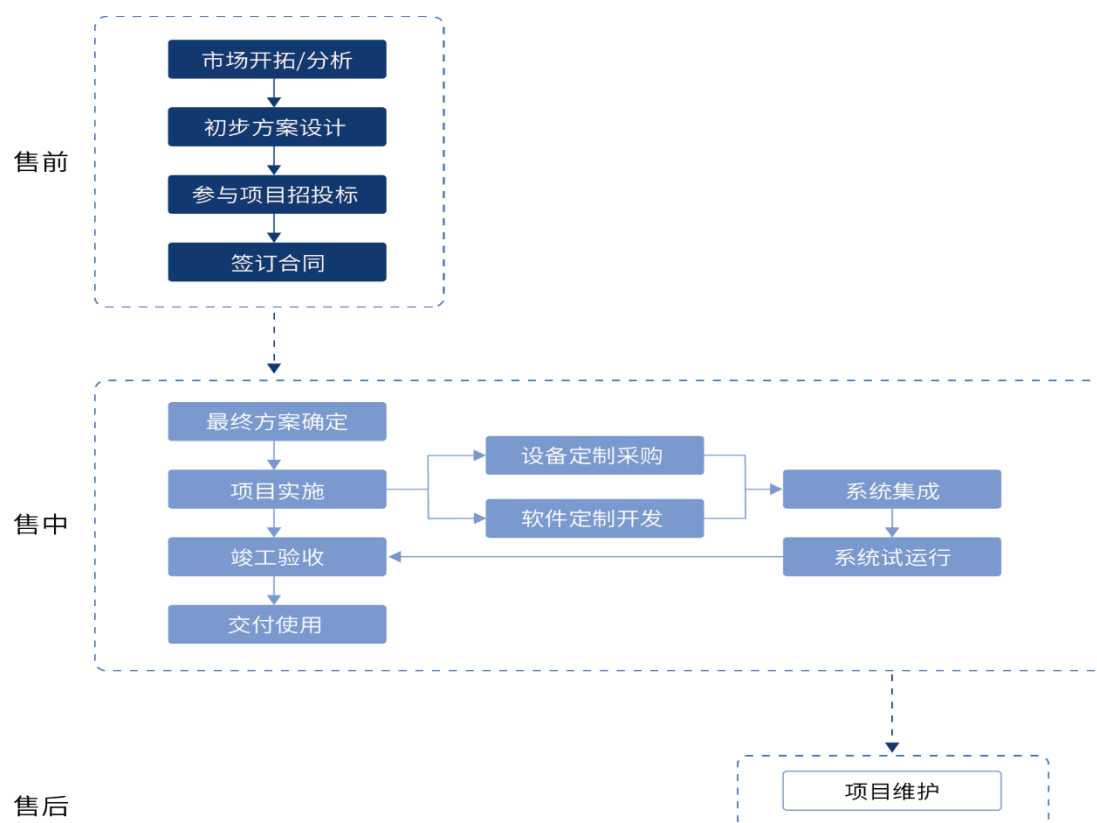 市场开拓/分析
初步方案设计
售前
参与项目招投标
签订合同
最终方案确定
设备定制采购
项目实施
系统集成
软件定制开发
售中
竣工验收
系统试运行
交付使用
项目维护
售后